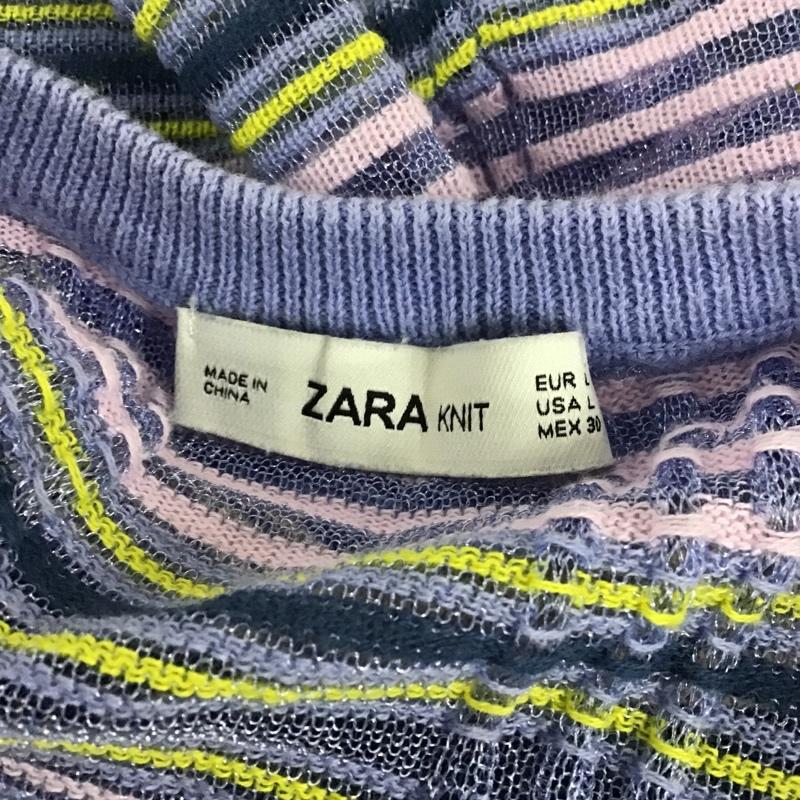 MADE IN
CHINA
ZARA KNIT
EUR L
USA L
MEX 30